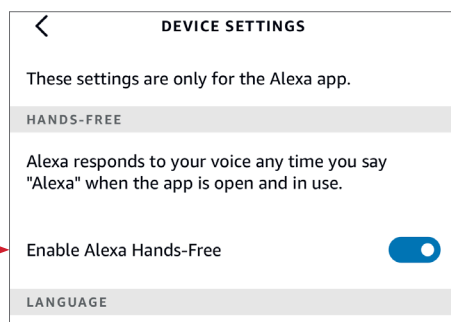 DEVICE SETTINGS
These settings are only for the Alexa app.
HANDS-FREE
Alexa responds to your voice any time you say
"Alexa" when the app is open and in use.
Enable Alexa Hands-Free
LANGUAGE